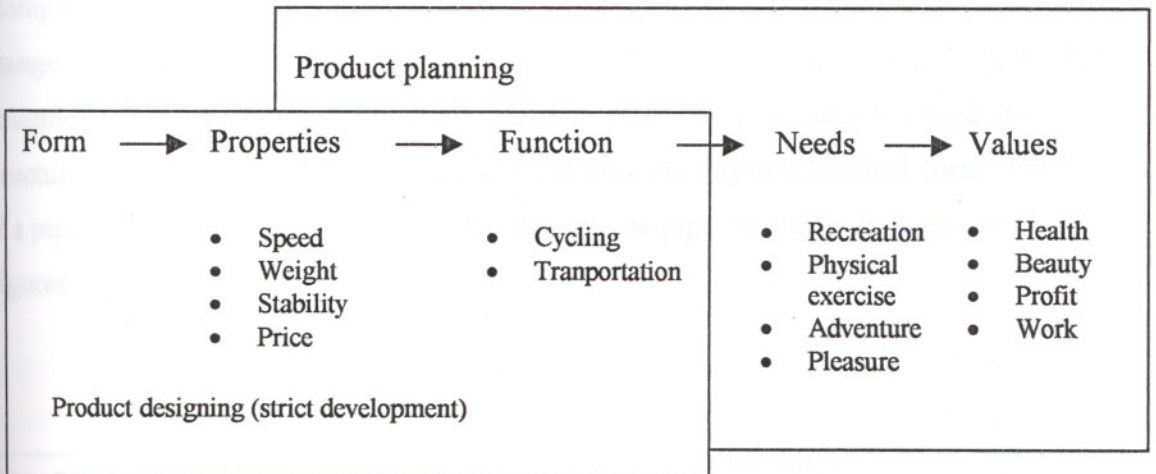 Product planning
Form → Properties → Function → Needs → Values
• Speed
• Weight
• Stability
• Price
• Cycling
• Tranportation
• Recreation
• Physical
exercise
• Adventure
• Pleasure
• Health
• Beauty
• Profit
• Work
Product designing (strict development)